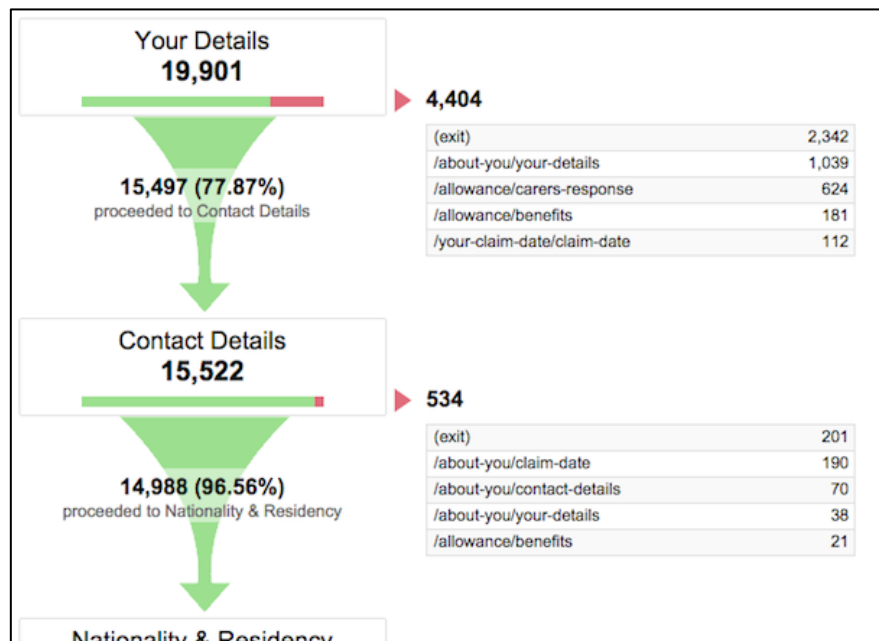 Your Details
19,901
4,404
(exit) 2,342
/about-you/your-details 1,039
/allowance/carers-response 624
/allowance/benefits 181
/your-claim-date/claim-date 112
15,497 (77.87%)
proceeded to Contact Details
Contact Details
15,522
534
(exit) 201
/about-you/claim-date 190
/about-you/contact-details 70
/about-you/your-details 38
/allowance/benefits 21
14,988 (96.56%)
proceeded to Nationality & Residency
Nationality & Residency